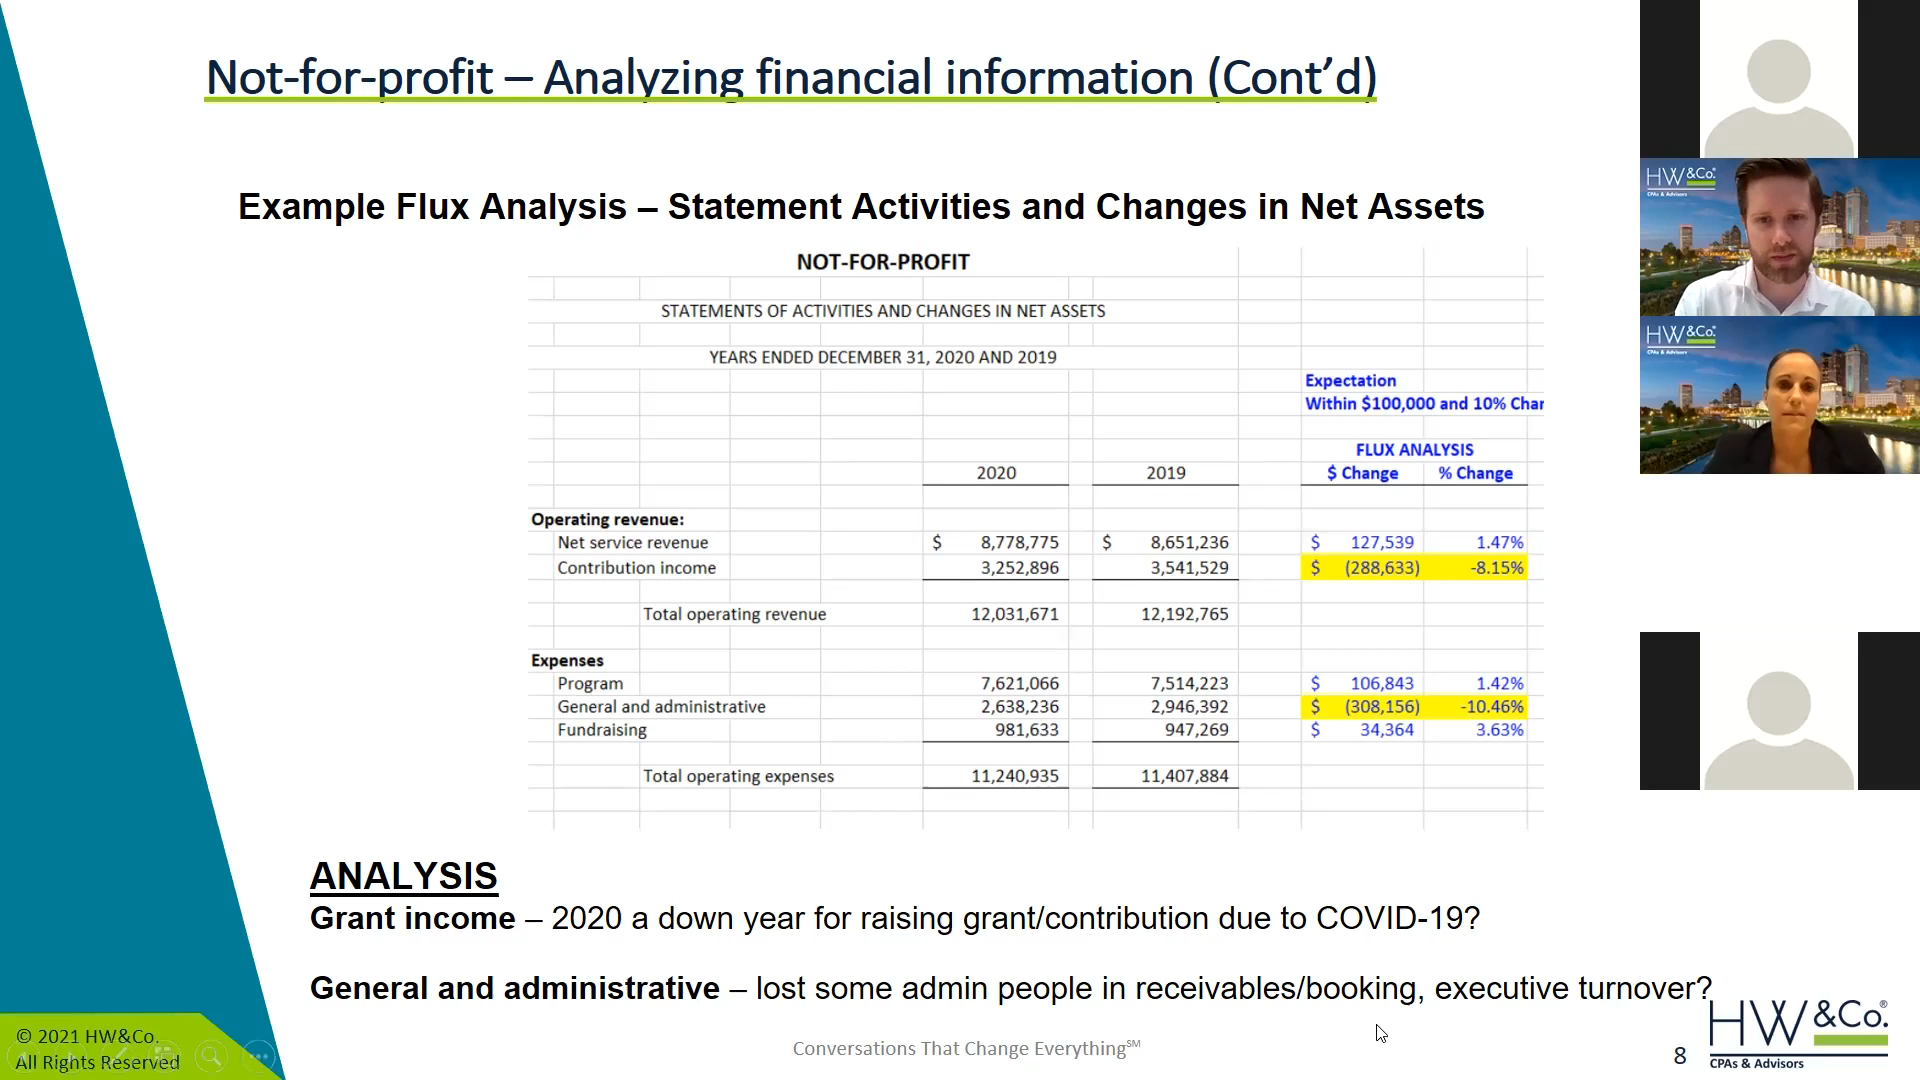 Not-for-profit – Analyzing financial information (Cont’d)
Example Flux Analysis – Statement Activities and Changes in Net Assets
NOT-FOR-PROFIT
STATEMENTS OF ACTIVITIES AND CHANGES IN NET ASSETS
YEARS ENDED DECEMBER 31, 2020 AND 2019
Expectation
Within $100,000 and 10% Char
FLUX ANALYSIS
2020 2019 $ Change % Change
Operating revenue:
Net service revenue $ 8,778,775 $ 8,651,236 $ 127,539 1.47%
Contribution income 3,252,896 3,541,529 $ (288,633) -8.15%
Total operating revenue 12,031,671 12,192,765
Expenses
Program 7,621,066 7,514,223 $ 106,843 1.42%
General and administrative 2,638,236 2,946,392 $ (308,156) -10.46%
Fundraising 981,633 947,269 $ 34,364 3.63%
Total operating expenses 11,240,935 11,407,884
ANALYSIS
Grant income – 2020 a down year for raising grant/contribution due to COVID-19?
General and administrative – lost some admin people in receivables/booking, executive turnover?
© 2021 HW&Co.
All Rights Reserved
Conversations That Change Everything℠
8
HW&Co.®
CPAs & Advisors
HW&Co.®
CPAs & Advisors
HW&Co.®
CPAs & Advisors